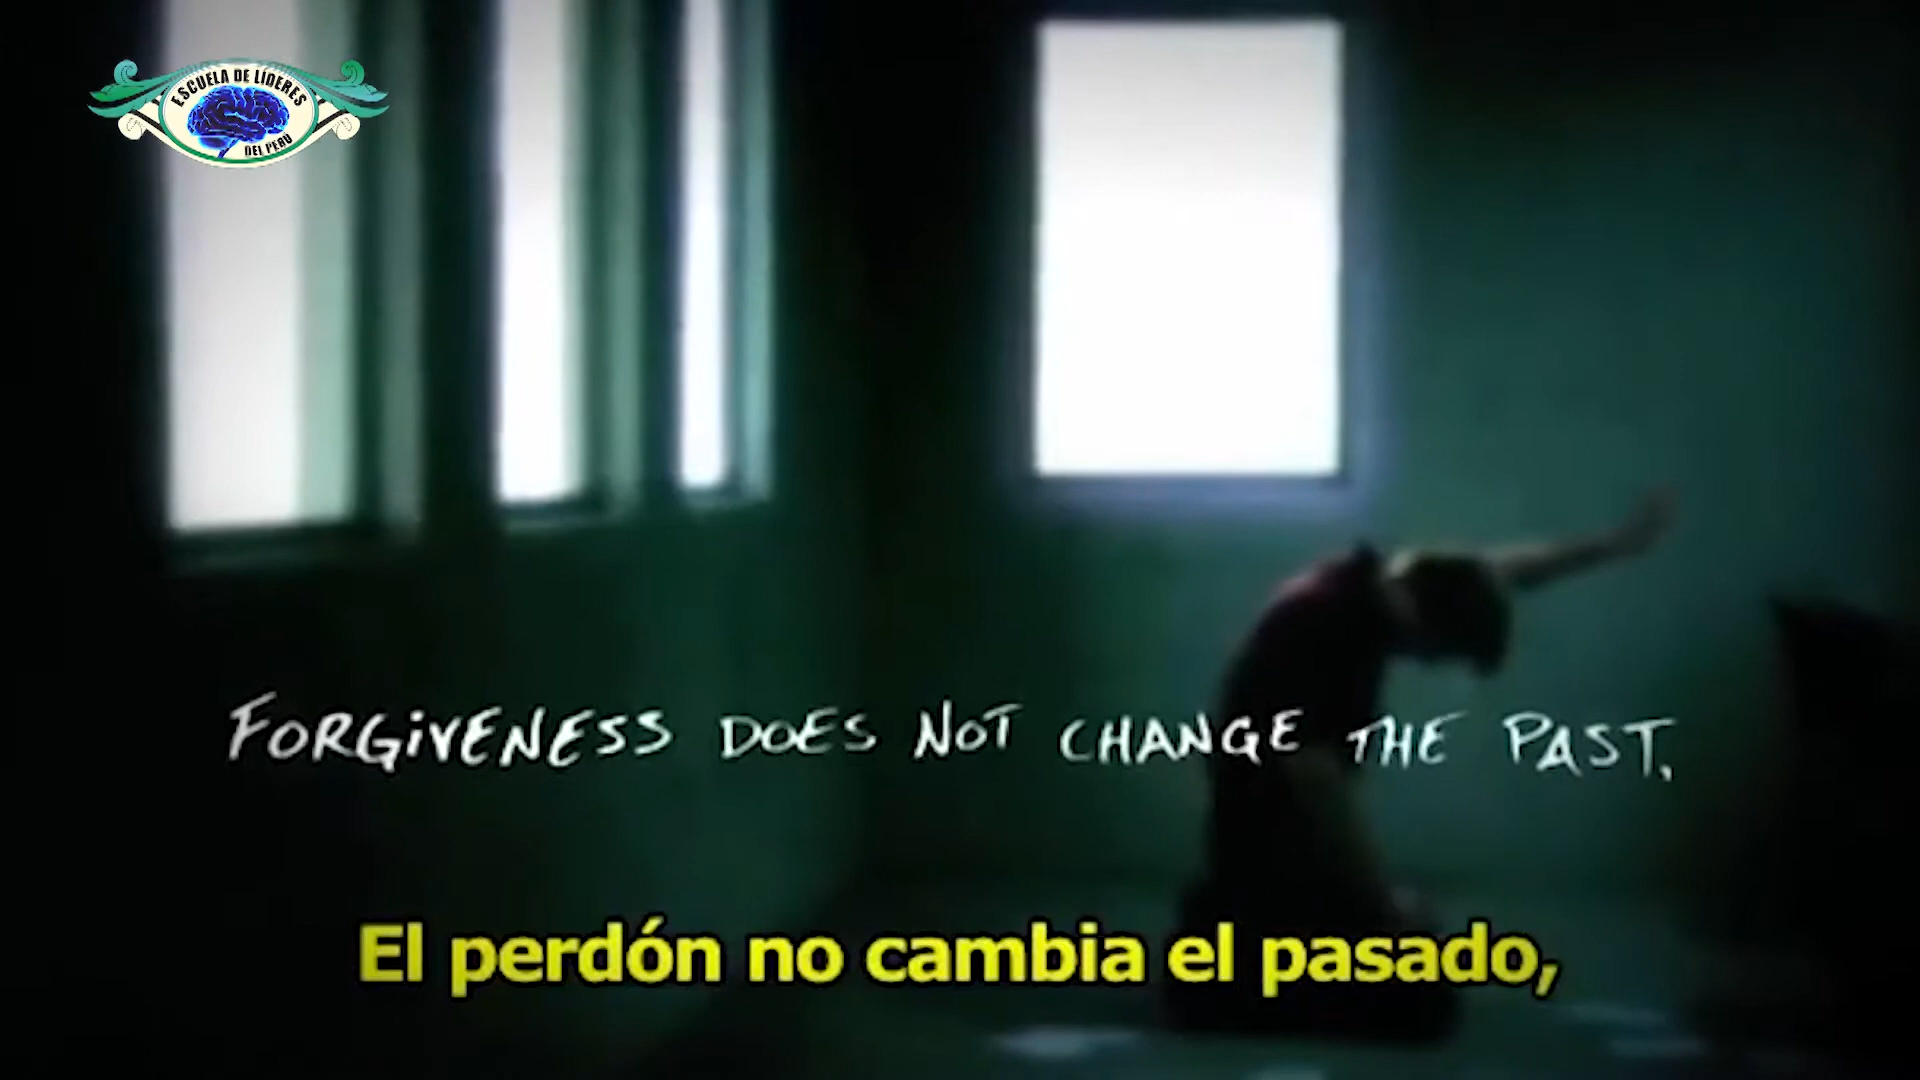 ESCUELA DE LÍDERES
DEL PERÚ
FORGiVENESS DOES NOT CHANGE THE PAST.
El perdón no cambia el pasado,